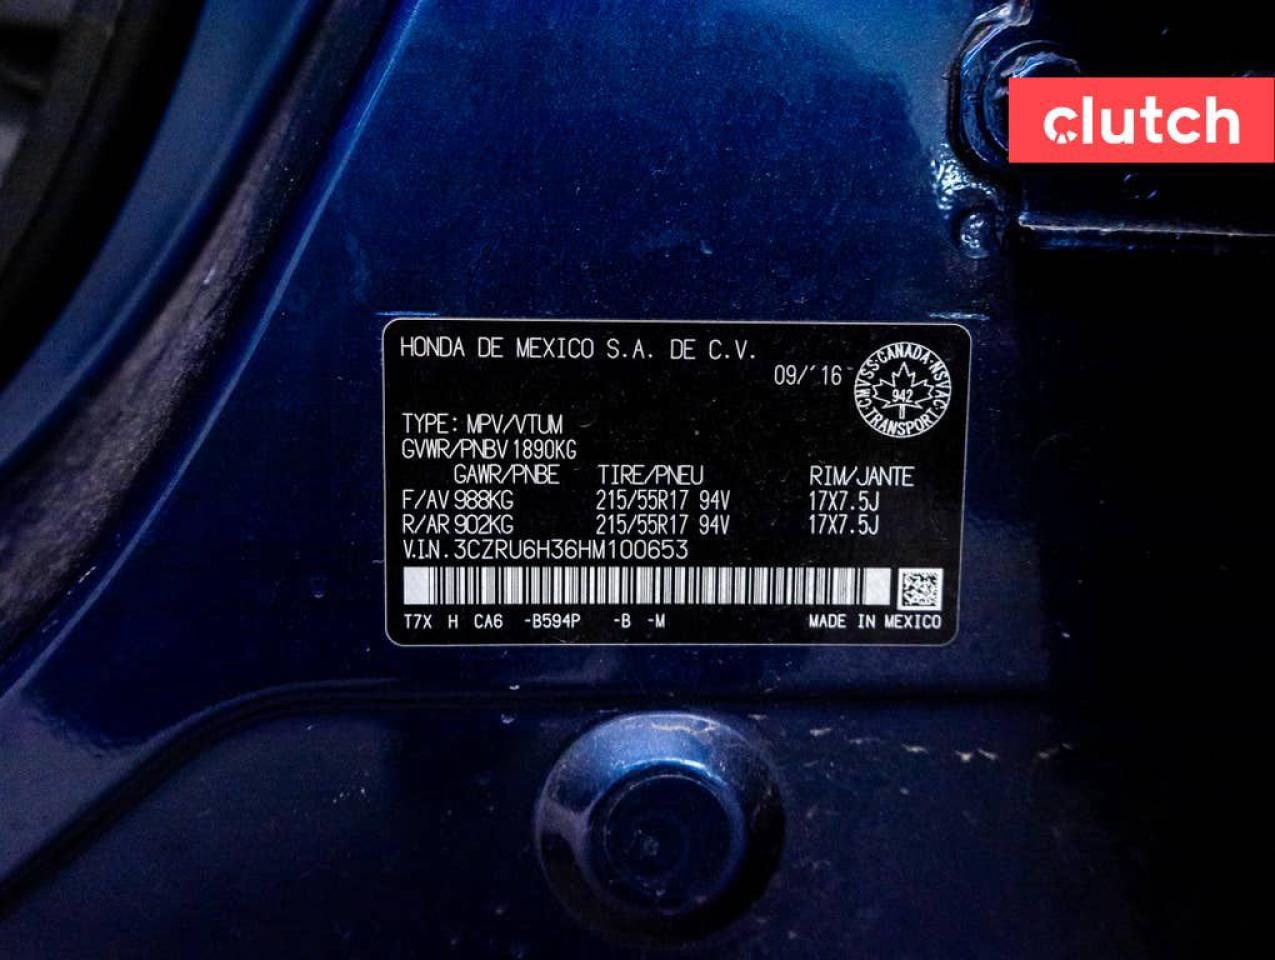 clutch
HONDA DE MEXICO S.A. DE C.V.
09/'16
CMVSS·CANADA·NSVAC·TRANSPORT
942
TYPE: MPV/VTUM
GVWR/PNBV 1890KG
GAWR/PNBE TIRE/PNEU RIM/JANTE
F/AV 988KG 215/55R17 94V 17X7.5J
R/AR 902KG 215/55R17 94V 17X7.5J
V.I.N. 3CZRU6H36HM100653
T7X H CA6 -B594P -B -M MADE IN MEXICO